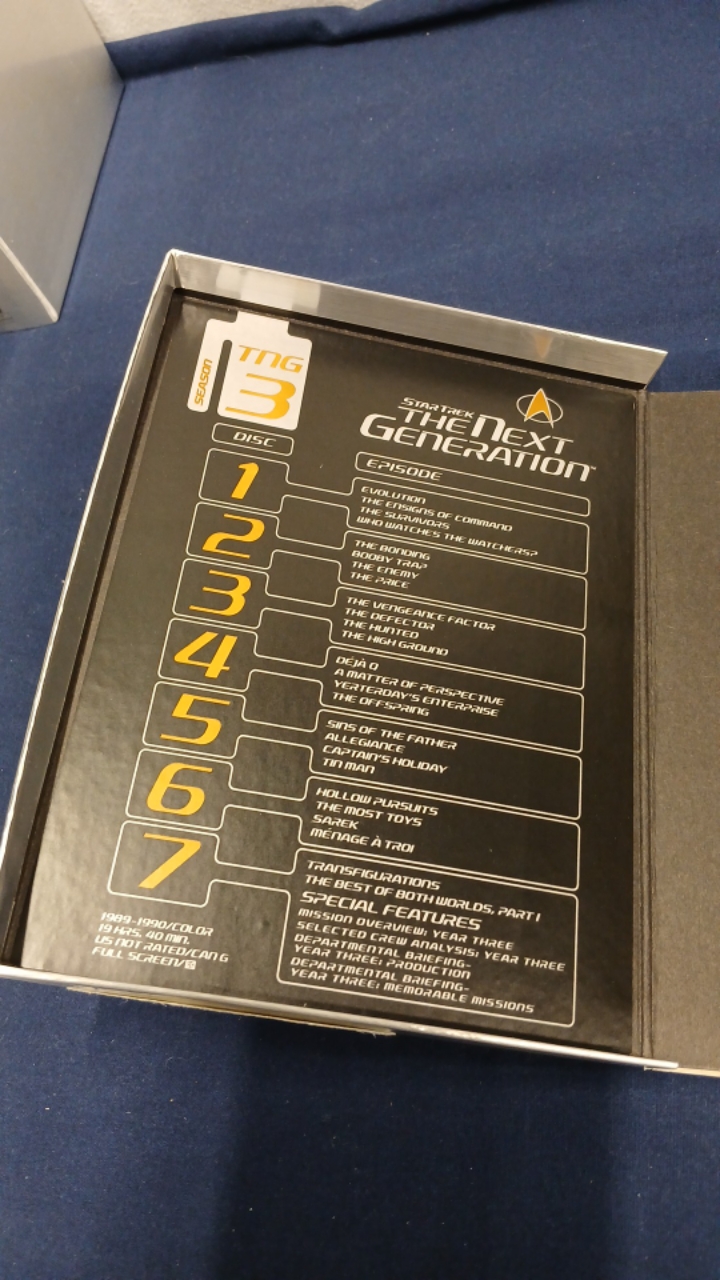 TNG
SEASON
3
STAR TREK
THE NEXT
GENERATION™
DISC
EPISODE
1
EVOLUTION
THE ENSIGNS OF COMMAND
THE SURVIVORS
WHO WATCHES THE WATCHERS?
2
THE BONDING
BOOBY TRAP
THE ENEMY
THE PRICE
3
THE VENGEANCE FACTOR
THE DEFECTOR
THE HUNTED
THE HIGH GROUND
4
DÉJÀ Q
A MATTER OF PERSPECTIVE
YERTERDAY'S ENTERPRISE
THE OFFSPRING
5
SINS OF THE FATHER
ALLEGIANCE
CAPTAIN'S HOLIDAY
TIN MAN
6
HOLLOW PURSUITS
THE MOST TOYS
SAREK
MÉNAGE À TROI
7
TRANSFIGURATIONS
THE BEST OF BOTH WORLDS, PART I
SPECIAL FEATURES
MISSION OVERVIEW: YEAR THREE
SELECTED CREW ANALYSIS: YEAR THREE
DEPARTMENTAL BRIEFING-
YEAR THREE: PRODUCTION
DEPARTMENTAL BRIEFING-
YEAR THREE: MEMORABLE MISSIONS
1989-1990/COLOR
19 HRS. 40 MIN.
US NOT RATED/CAN G
FULL SCREEN/